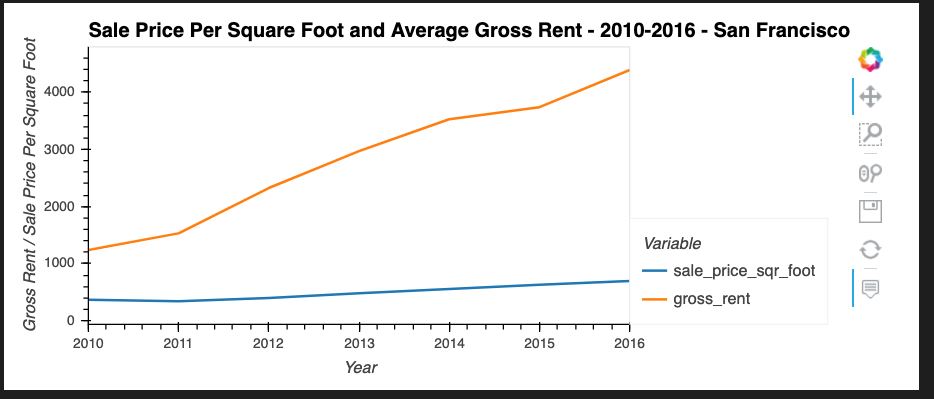 Sale Price Per Square Foot and Average Gross Rent - 2010-2016 - San Francisco
Gross Rent / Sale Price Per Square Foot
4000
3000
2000
1000
0
2010 2011 2012 2013 2014 2015 2016
Year
Variable
sale_price_sqr_foot
gross_rent